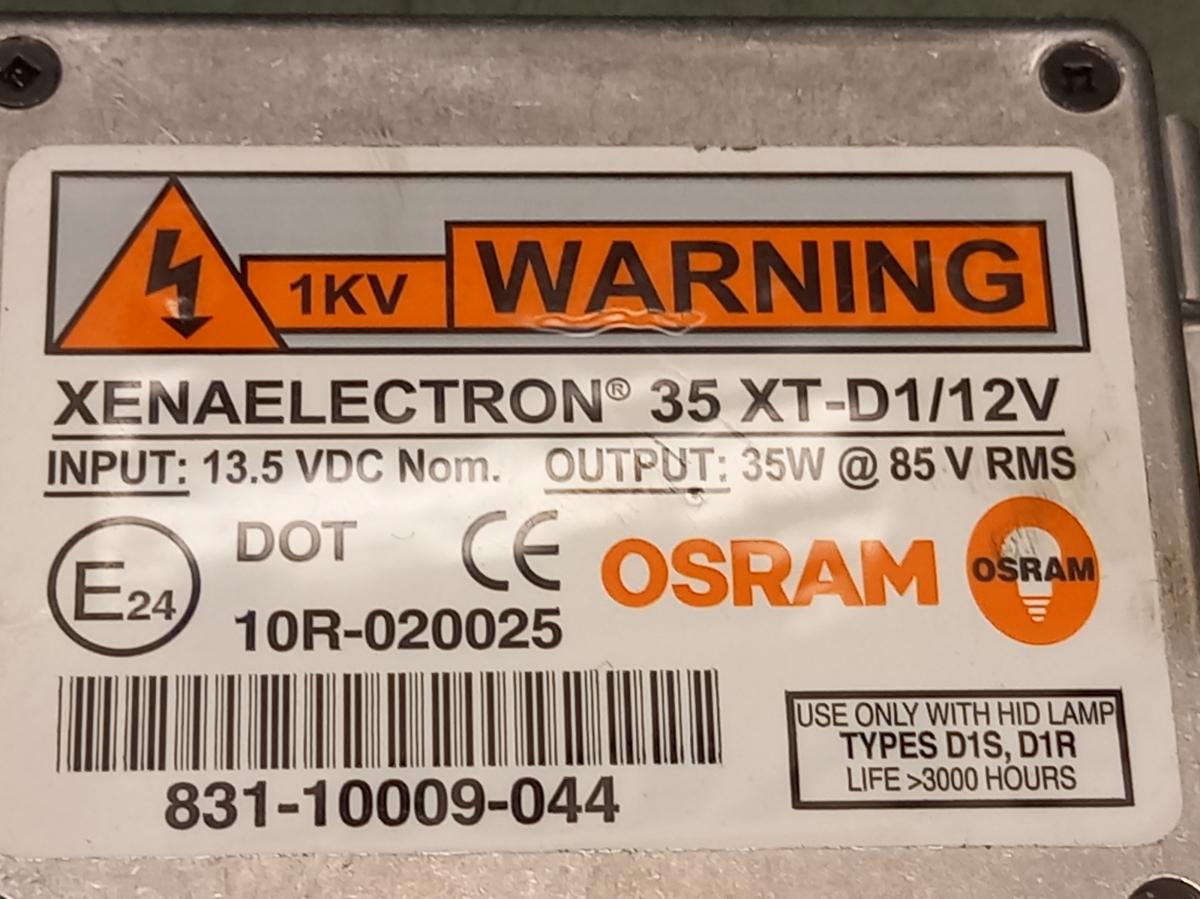 1KV WARNING
XENAELECTRON® 35 XT-D1/12V
INPUT: 13.5 VDC Nom. OUTPUT: 35W @ 85 V RMS
E24 DOT CE OSRAM OSRAM
10R-020025
831-10009-044
USE ONLY WITH HID LAMP
TYPES D1S, D1R
LIFE >3000 HOURS